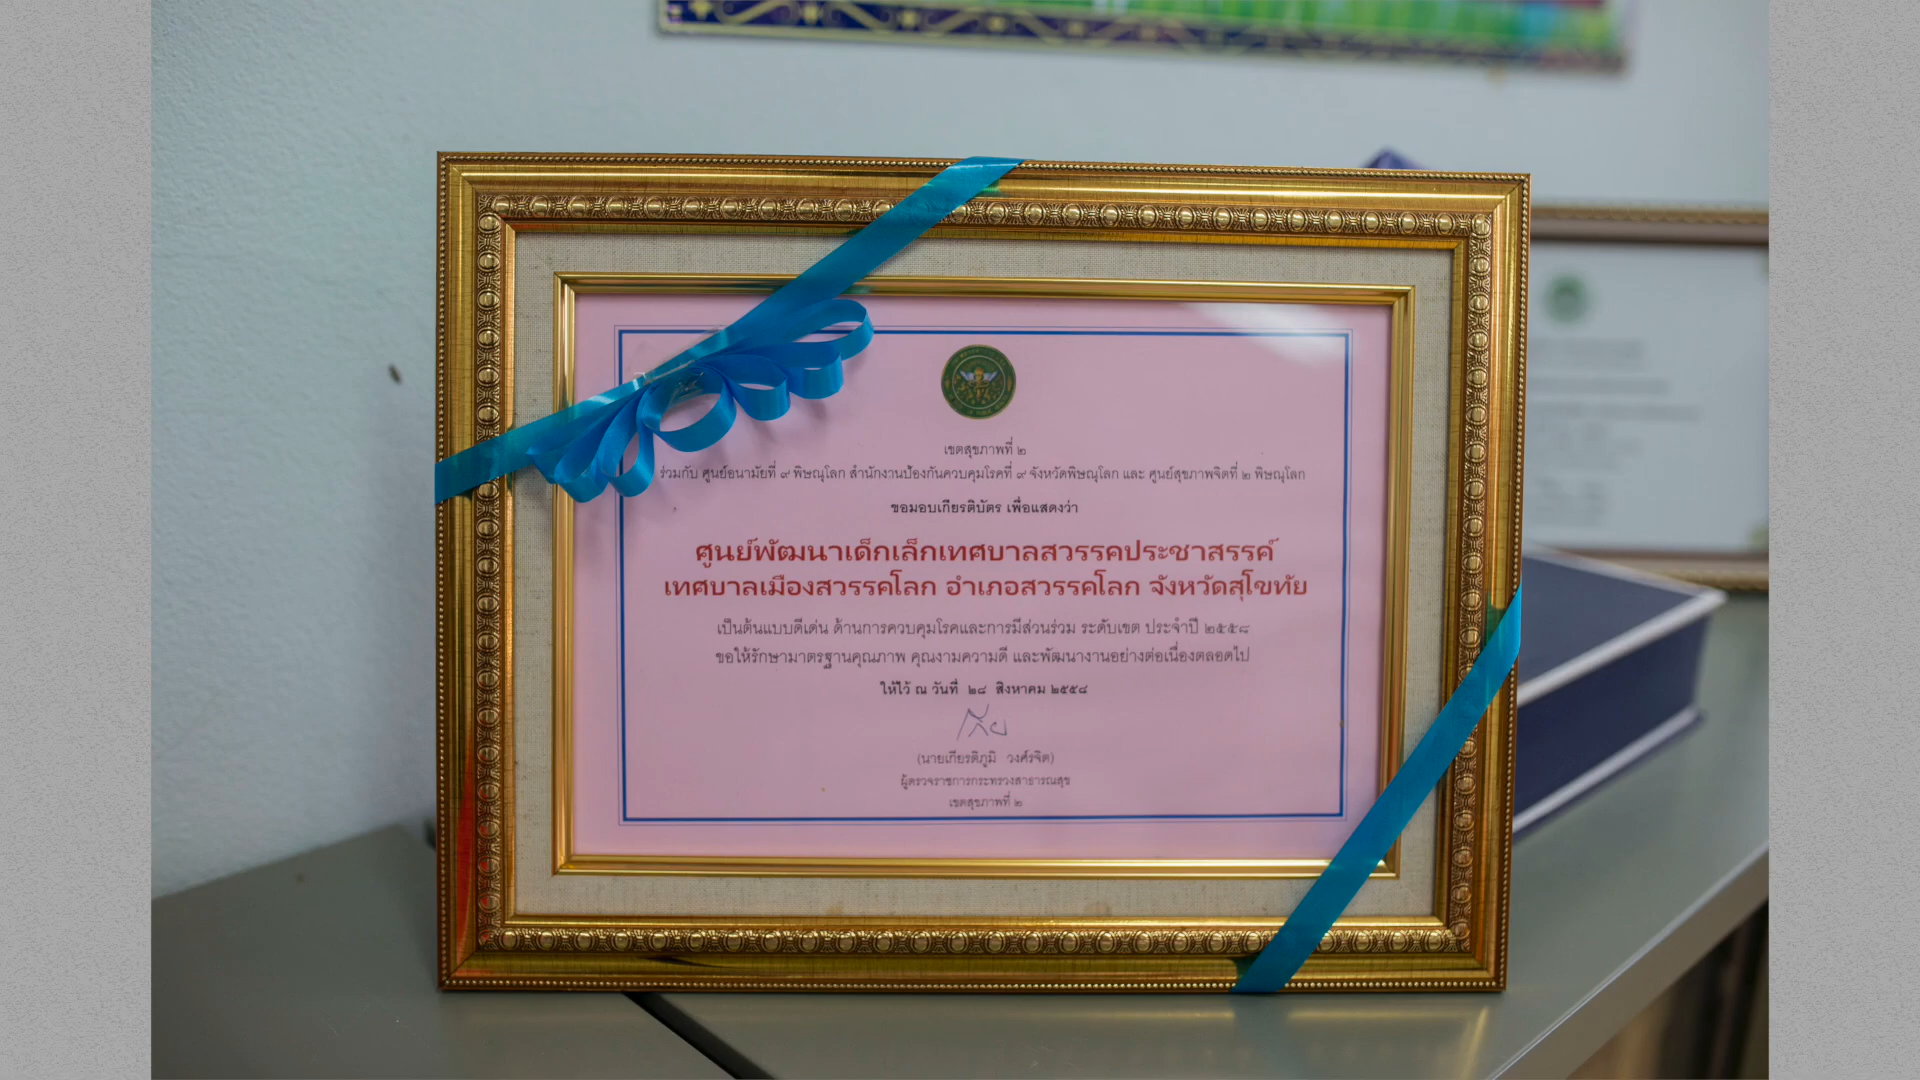 เขตสุขภาพที่ ๒
ร่วมกับ ศูนย์อนามัยที่ ๙ พิษณุโลก สำนักงานป้องกันควบคุมโรคที่ ๙ จังหวัดพิษณุโลก และ ศูนย์สุขภาพจิตที่ ๒ พิษณุโลก
ขอมอบเกียรติบัตร เพื่อแสดงว่า
ศูนย์พัฒนาเด็กเล็กเทศบาลสวรรคประชาสรรค์
เทศบาลเมืองสวรรคโลก อำเภอสวรรคโลก จังหวัดสุโขทัย
เป็นต้นแบบดีเด่น ด้านการควบคุมโรคและการมีส่วนร่วม ระดับเขต ประจำปี ๒๕๕๘
ขอให้รักษามาตรฐานคุณภาพ คุณงามความดี และพัฒนางานอย่างต่อเนื่องตลอดไป
ให้ไว้ ณ วันที่ ๒๘ สิงหาคม ๒๕๕๘
(นายเกียรติภูมิ วงศ์รจิต)
ผู้ตรวจราชการกระทรวงสาธารณสุข
เขตสุขภาพที่ ๒